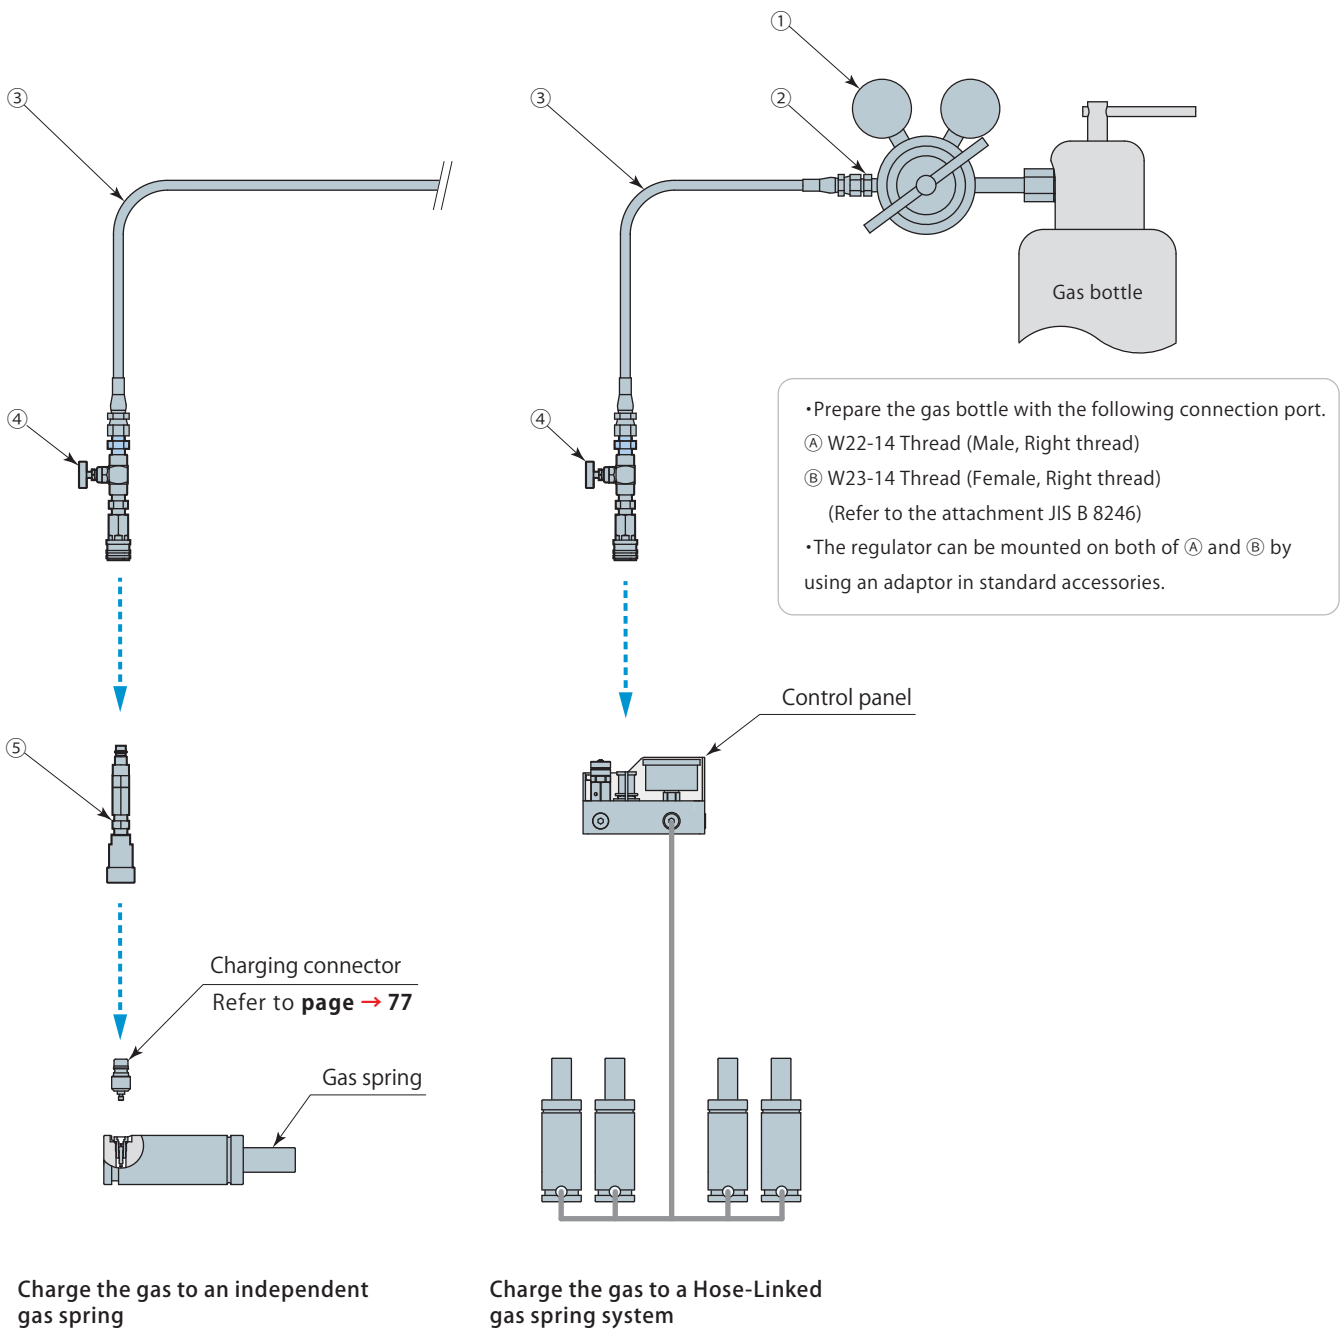 ①
③
③
②
Gas bottle
④
④
・Prepare the gas bottle with the following connection port.
Ⓐ W22-14 Thread (Male, Right thread)
Ⓑ W23-14 Thread (Female, Right thread)
(Refer to the attachment JIS B 8246)
・The regulator can be mounted on both of Ⓐ and Ⓑ by
using an adaptor in standard accessories.
Control panel
⑤
Charging connector
Refer to page → 77
Gas spring
Charge the gas to an independent
gas spring
Charge the gas to a Hose-Linked
gas spring system